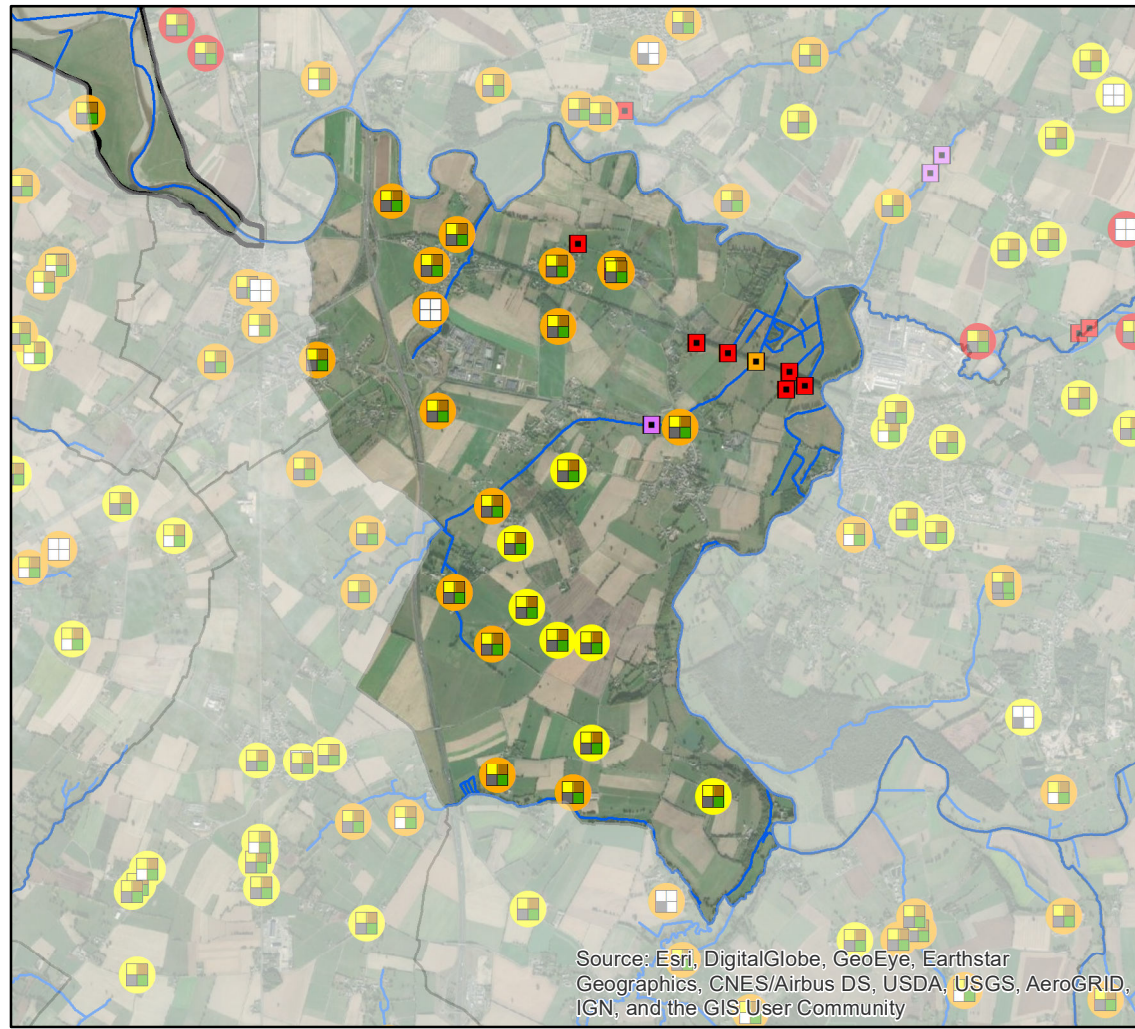 Source: Esri, DigitalGlobe, GeoEye, Earthstar
Geographics, CNES/Airbus DS, USDA, USGS, AeroGRID,
IGN, and the GIS User Community